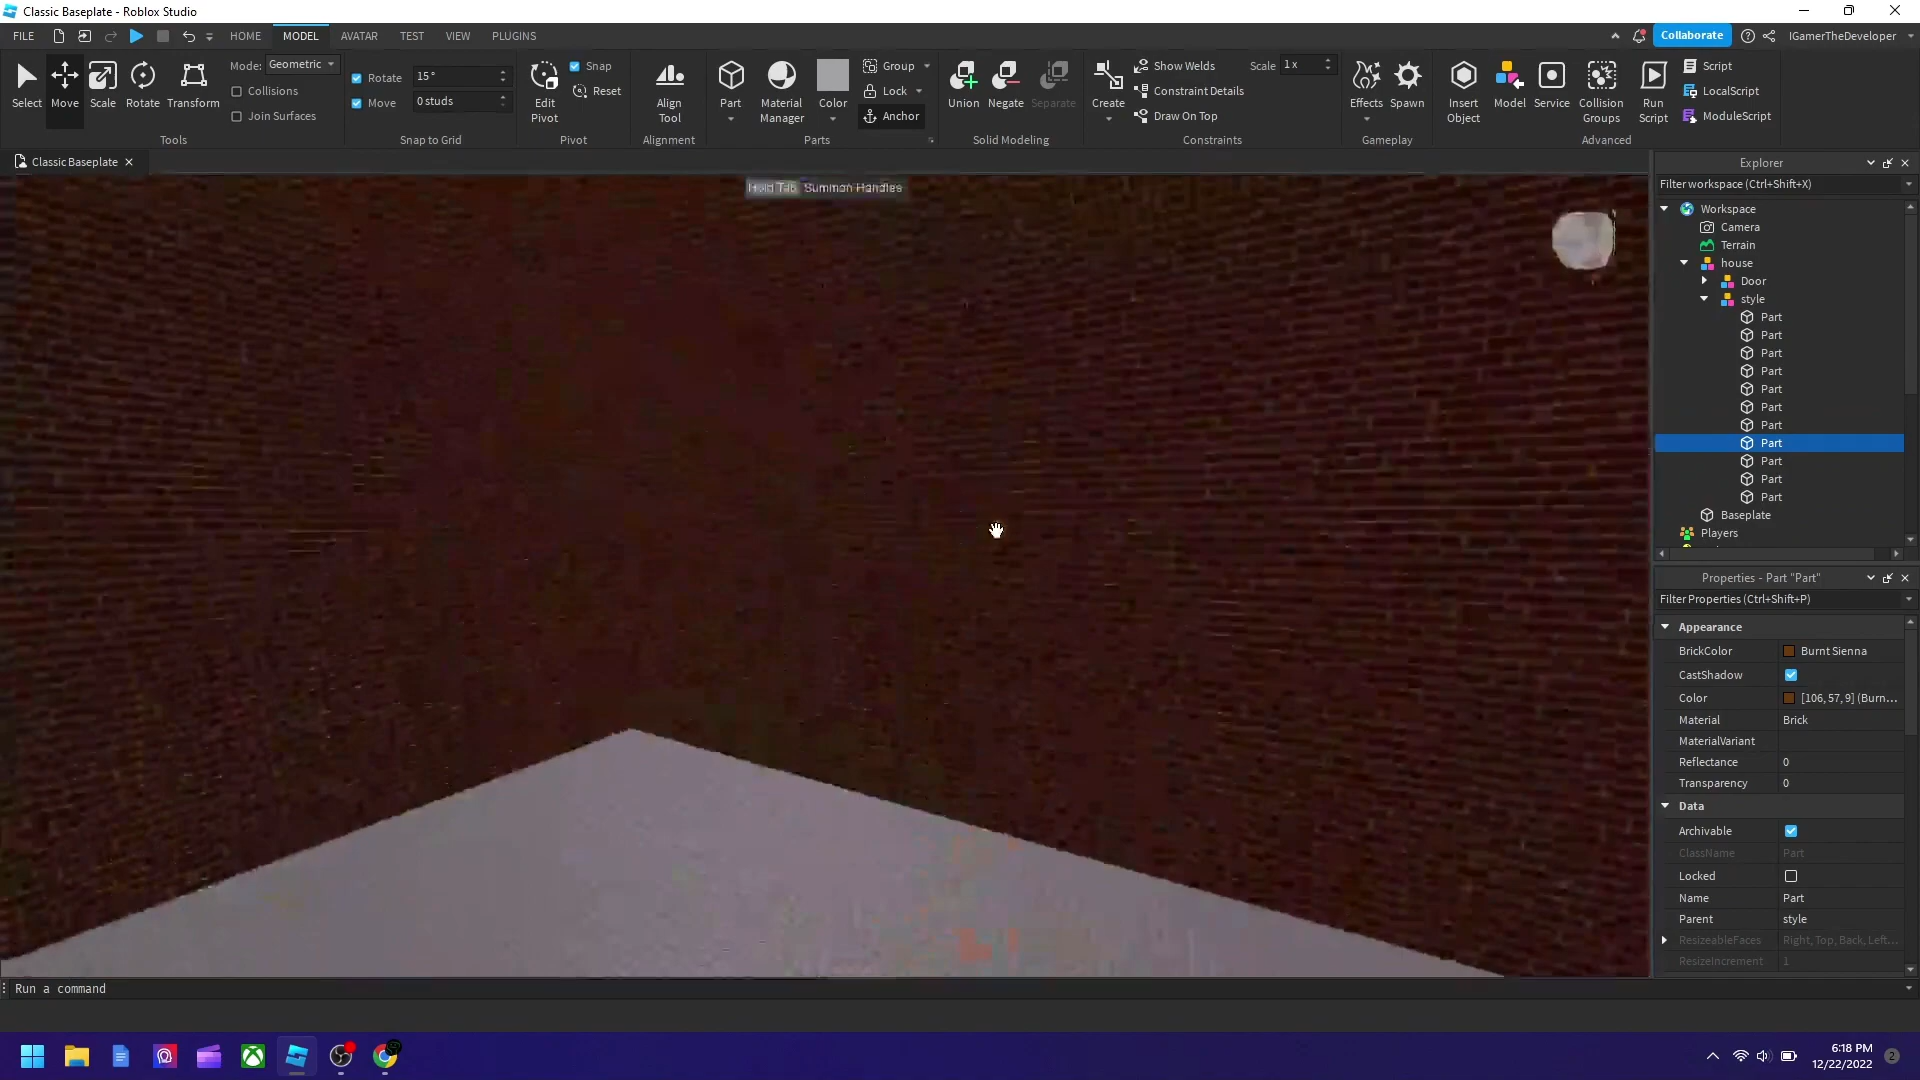 Classic Baseplate - Roblox Studio
FILE HOME MODEL AVATAR TEST VIEW PLUGINS Collaborate IGamerTheDeveloper
Select Move Scale Rotate Transform
Mode: Geometric
Collisions
Join Surfaces
Tools
Rotate 15°
Move 0 studs
Snap to Grid
Edit Pivot
Snap
Reset
Pivot
Align Tool
Alignment
Part Material Manager Color
Group
Lock
Anchor
Parts
Union Negate Separate
Solid Modeling
Create
Show Welds Scale 1 x
Constraint Details
Draw On Top
Constraints
Effects Spawn
Gameplay
Insert Object Model Service Collision Groups Run Script
Script
LocalScript
ModuleScript
Advanced
Classic Baseplate
Hold Tab Summon Handles
Explorer
Filter workspace (Ctrl+Shift+X)
Workspace
Camera
Terrain
house
Door
style
Part
Part
Part
Part
Part
Part
Part
Part
Part
Part
Part
Baseplate
Players
Properties - Part "Part"
Filter Properties (Ctrl+Shift+P)
Appearance
BrickColor Burnt Sienna
CastShadow
Color [106, 57, 9] (Burn...
Material Brick
MaterialVariant
Reflectance 0
Transparency 0
Data
Archivable
ClassName Part
Locked
Name Part
Parent style
ResizeableFaces Right, Top, Back, Left...
ResizeIncrement 1
Run a command
6:18 PM
12/22/2022
2